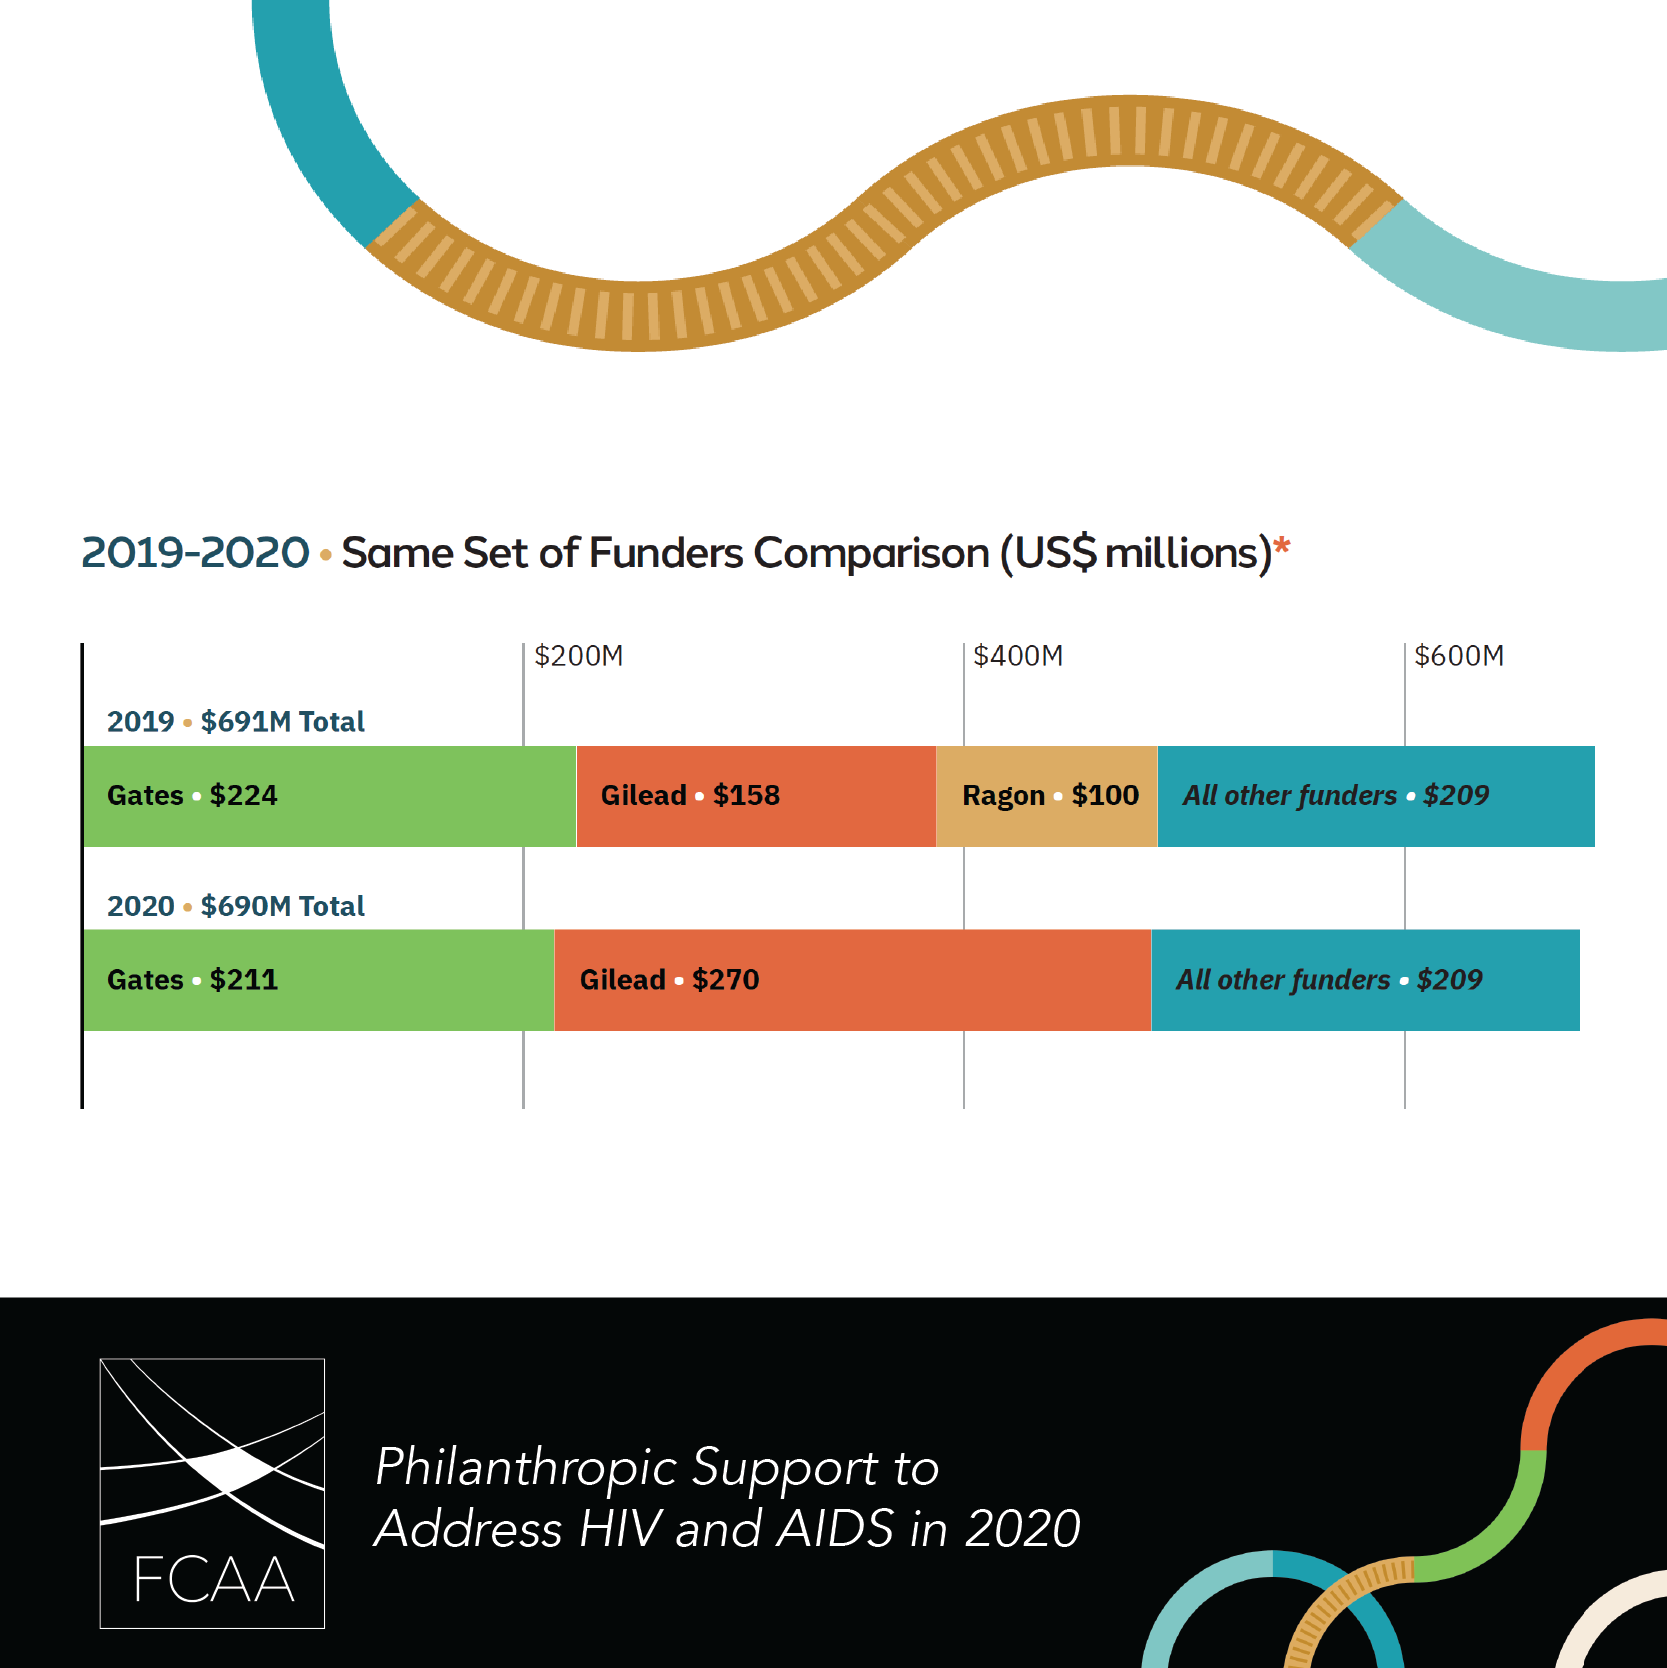 2019-2020 • Same Set of Funders Comparison (US$ millions)*
$200M $400M $600M
2019 • $691M Total
Gates • $224 Gilead • $158 Ragon • $100 All other funders • $209
2020 • $690M Total
Gates • $211 Gilead • $270 All other funders • $209
Philanthropic Support to
Address HIV and AIDS in 2020
FCAA